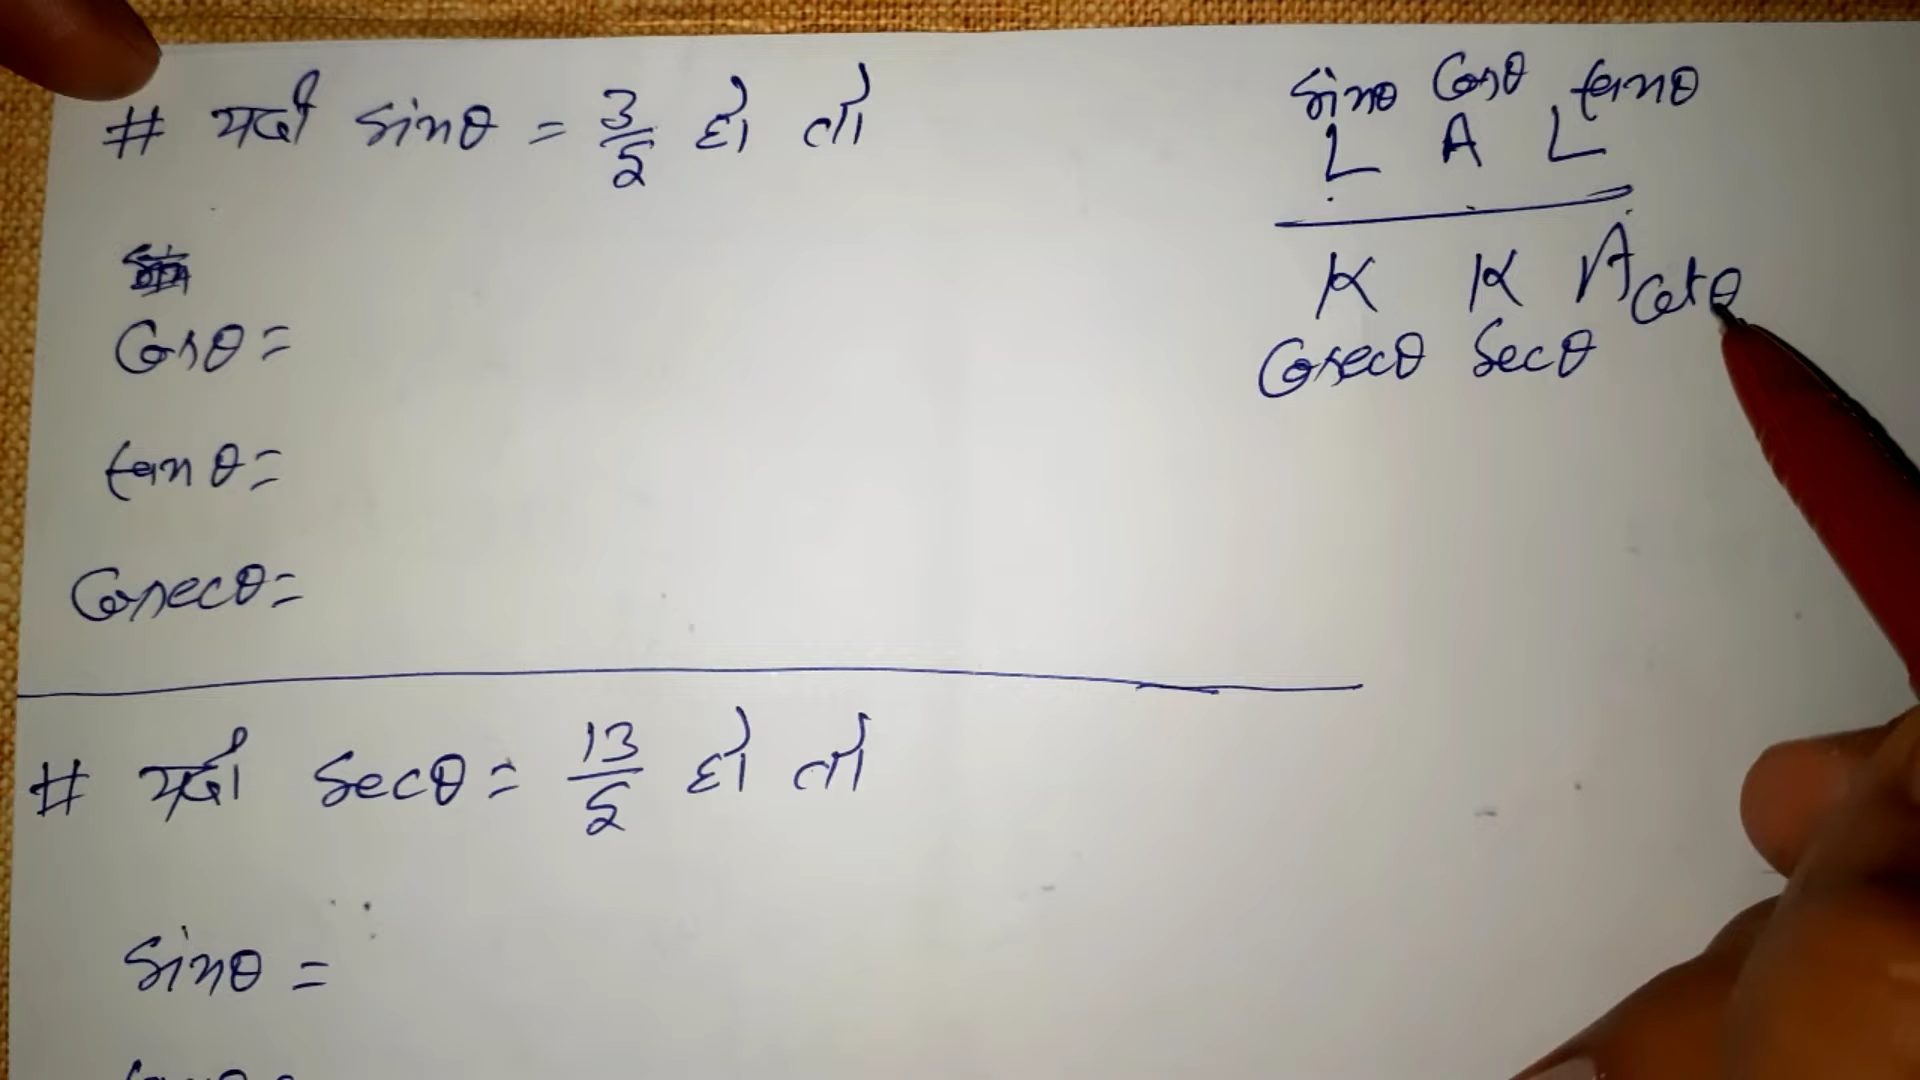 # यदी sinθ = 3/5 हो तो
Cosθ =
tanθ =
Cosecθ =
# यदी secθ = 13/5 हो तो
sinθ =
sinθ Cosθ tanθ
L A L
K K A
Cosecθ Secθ Cotθ